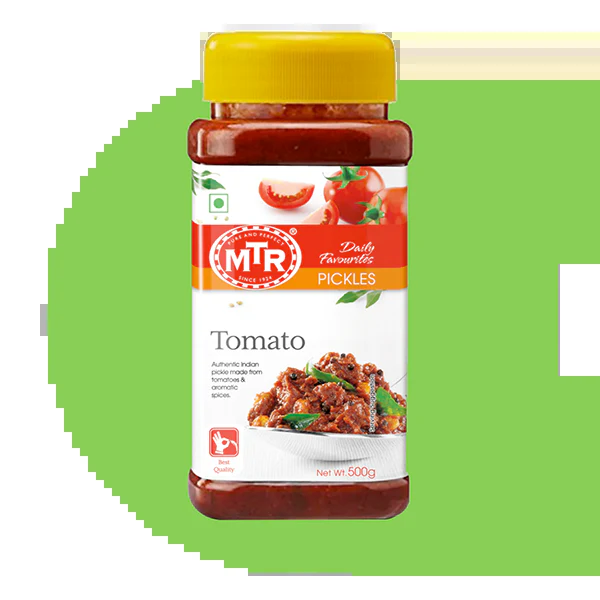 PURE AND PERFECT
MTR
®
SINCE 1924
Daily
Favourites
PICKLES
Tomato
Authentic Indian
pickle made from
tomatoes &
aromatic
spices.
Best
Quality
Net Wt. 500g